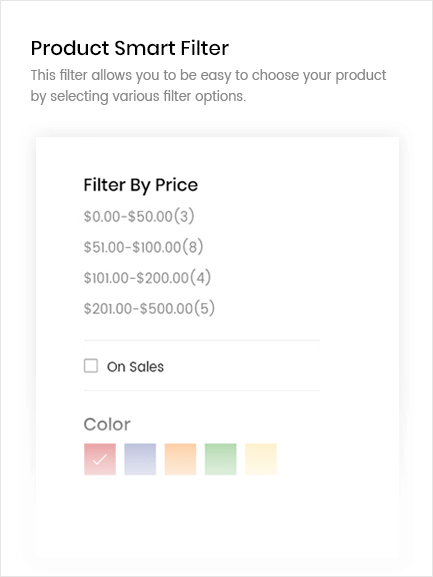 Product Smart Filter
This filter allows you to be easy to choose your product
by selecting various filter options.
Filter By Price
$0.00-$50.00(3)
$51.00-$100.00(8)
$101.00-$200.00(4)
$201.00-$500.00(5)
On Sales
Color